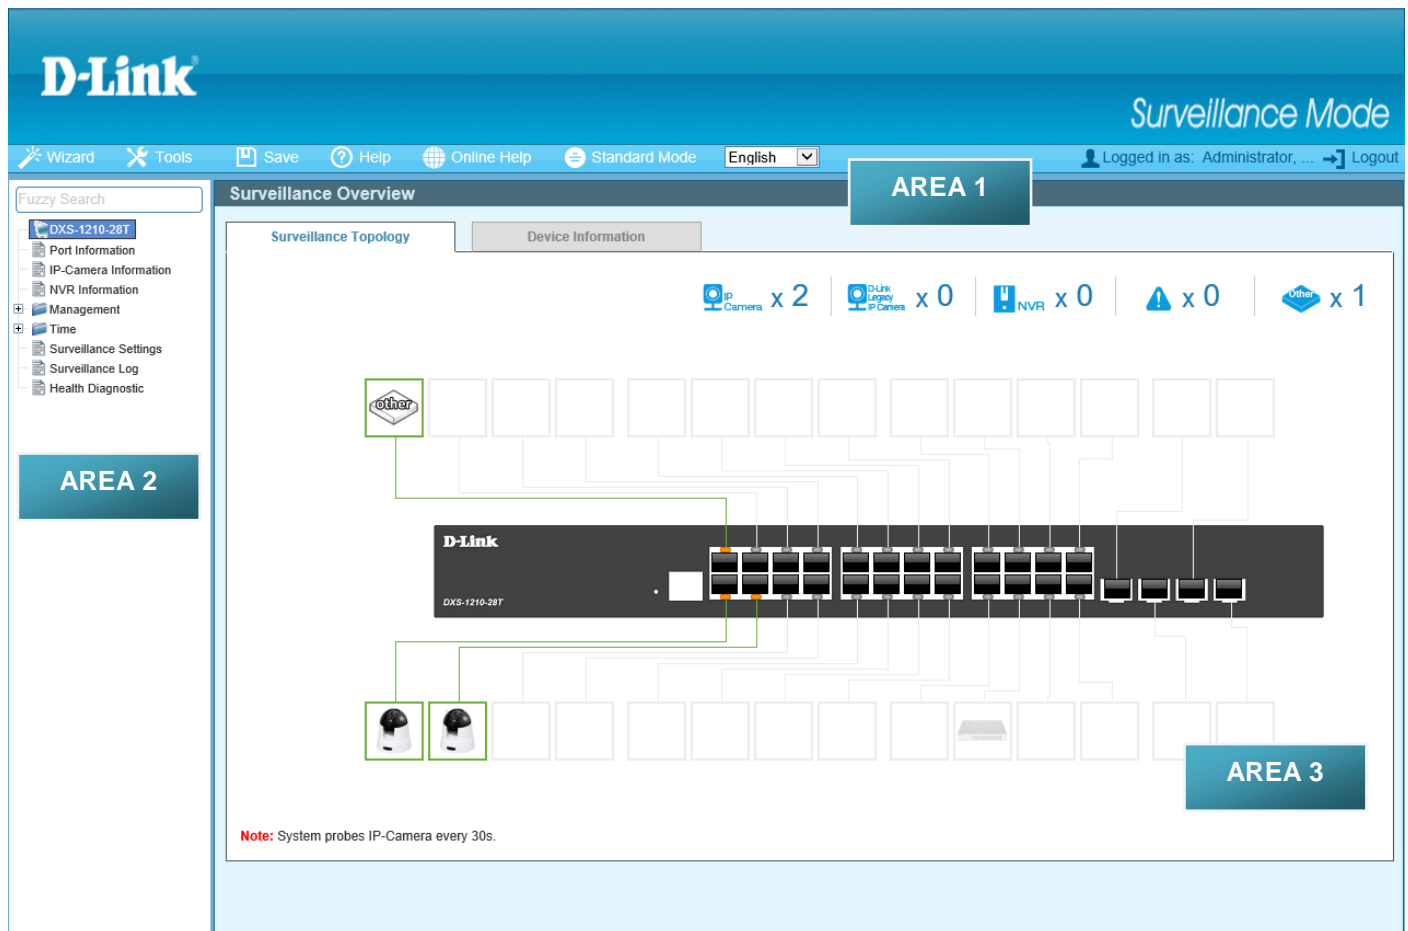 D-Link®
Surveillance Mode
Wizard Tools Save Help Online Help Standard Mode English Logged in as: Administrator, ... Logout
AREA 1
Fuzzy Search
DXS-1210-28T
Port Information
IP-Camera Information
NVR Information
Management
Time
Surveillance Settings
Surveillance Log
Health Diagnostic
AREA 2
Surveillance Overview
Surveillance Topology Device Information
IP Camera x 2
D-Link Legacy IP Camera x 0
NVR x 0
x 0
Other x 1
other
D-Link
DXS-1210-28T
AREA 3
Note: System probes IP-Camera every 30s.